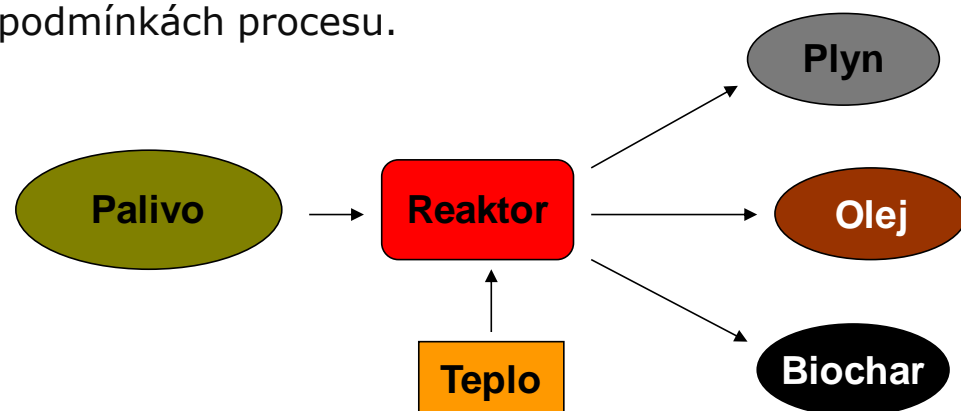 podmínkách procesu.
Plyn
Palivo
Reaktor
Olej
Teplo
Biochar